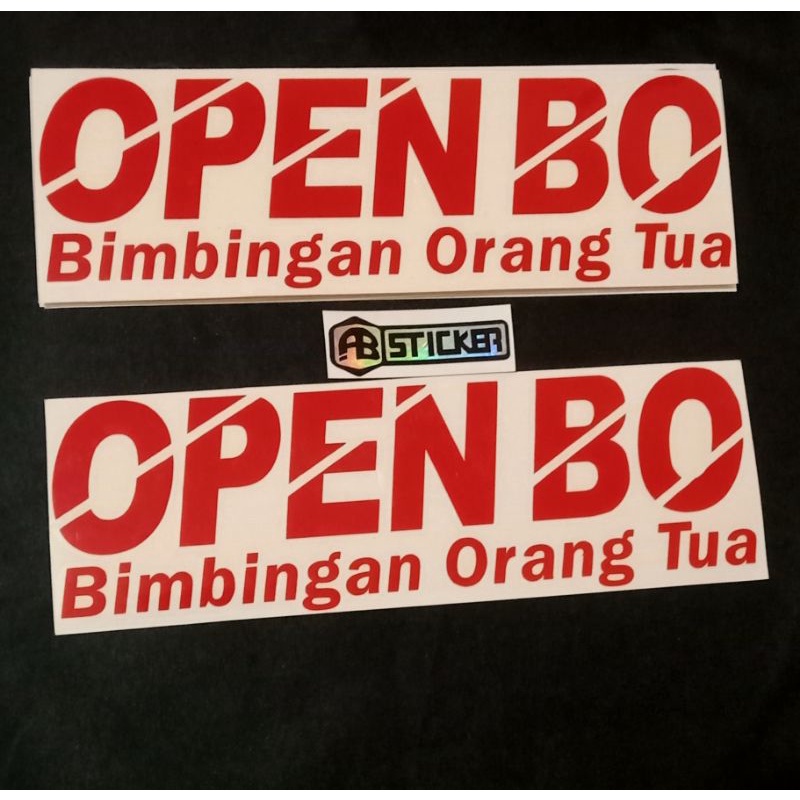 OPEN BO
Bimbingan Orang Tua
AB STICKER
OPEN BO
Bimbingan Orang Tua